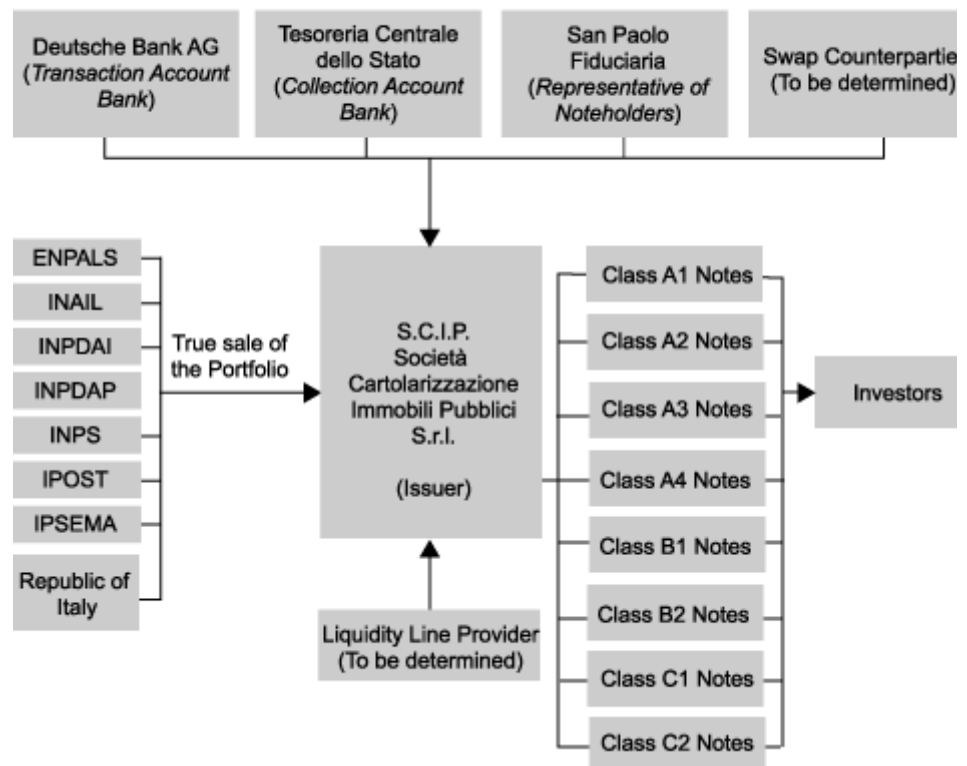 Deutsche Bank AG
(Transaction Account
Bank)
Tesoreria Centrale
dello Stato
(Collection Account
Bank)
San Paolo
Fiduciaria
(Representative of
Noteholders)
Swap Counterpartie
(To be determined)
ENPALS
INAIL
INPDAI
INPDAP
INPS
IPOST
IPSEMA
Republic of
Italy
True sale of
the Portfolio
S.C.I.P.
Società
Cartolarizzazione
Immobili Pubblici
S.r.l.
(Issuer)
Liquidity Line Provider
(To be determined)
Class A1 Notes
Class A2 Notes
Class A3 Notes
Class A4 Notes
Class B1 Notes
Class B2 Notes
Class C1 Notes
Class C2 Notes
Investors